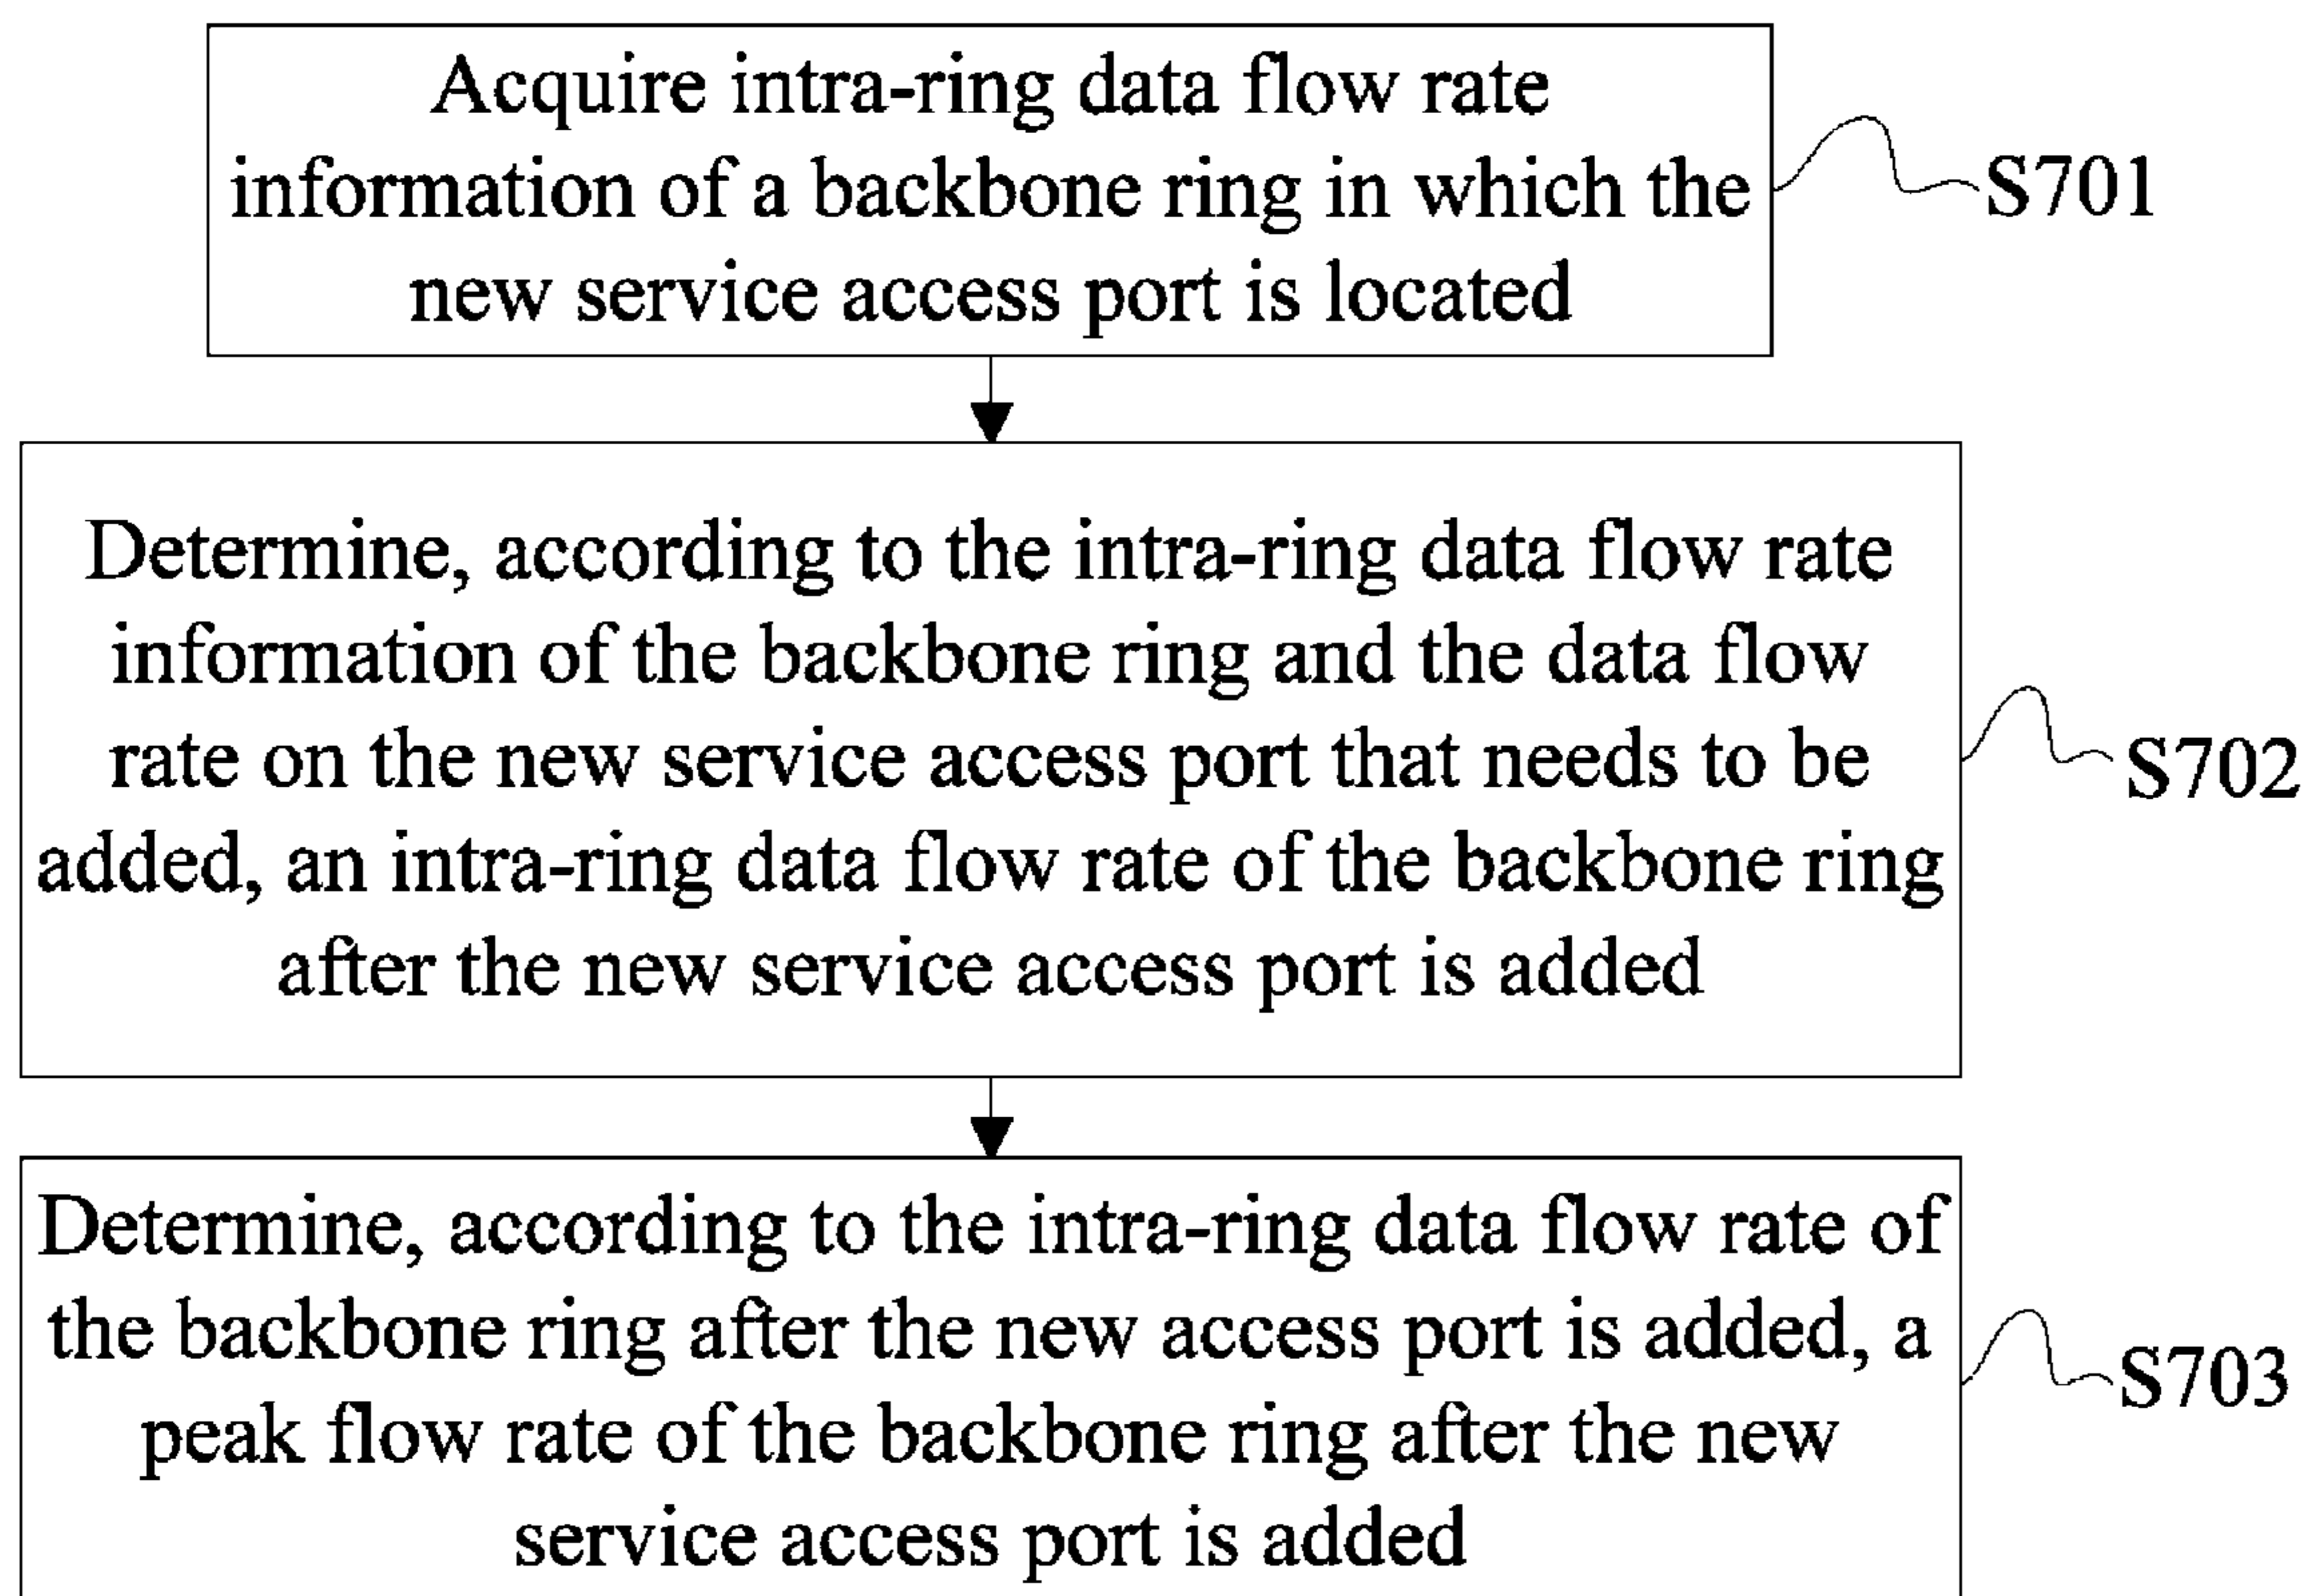 Acquire intra-ring data flow rate
information of a backbone ring in which the
new service access port is located
S701
Determine, according to the intra-ring data flow rate
information of the backbone ring and the data flow
rate on the new service access port that needs to be
added, an intra-ring data flow rate of the backbone ring
after the new service access port is added
S702
Determine, according to the intra-ring data flow rate of
the backbone ring after the new access port is added, a
peak flow rate of the backbone ring after the new
service access port is added
S703